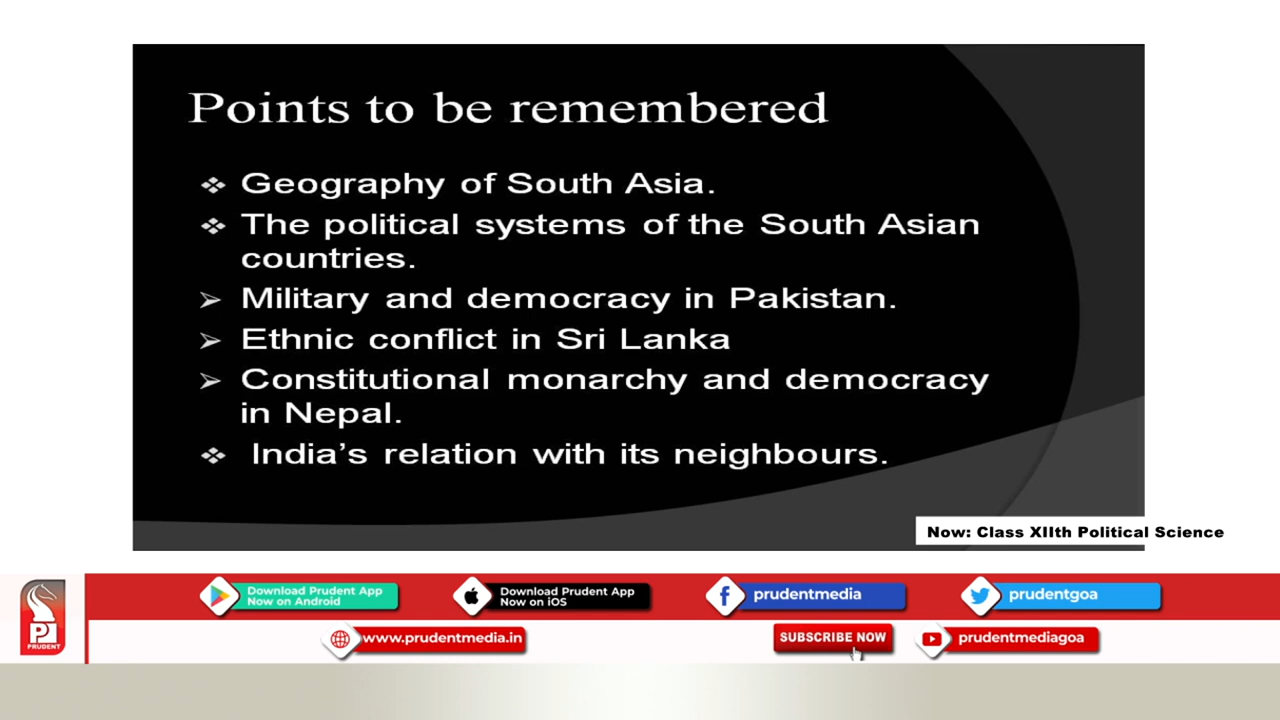 Points to be remembered
❖ Geography of South Asia.
❖ The political systems of the South Asian
countries.
➢ Military and democracy in Pakistan.
➢ Ethnic conflict in Sri Lanka
➢ Constitutional monarchy and democracy
in Nepal.
❖ India’s relation with its neighbours.
Now: Class XIIth Political Science
Download Prudent App
Now on Android
Download Prudent App
Now on iOS
prudentmedia
prudentgoa
PRUDENT
www.prudentmedia.in
SUBSCRIBE NOW
prudentmediagoa